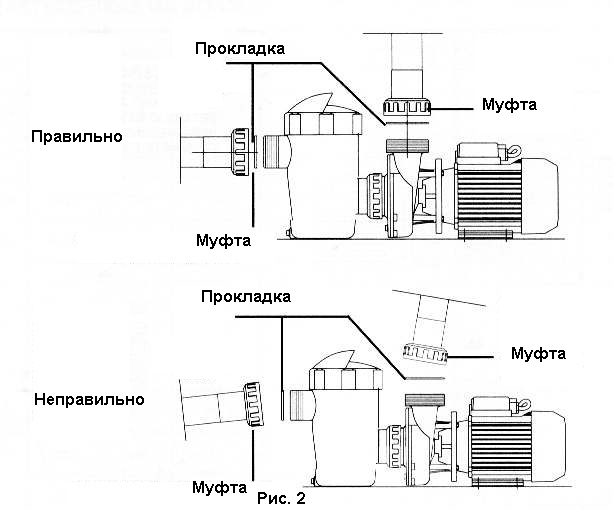 Прокладка
Муфта
Правильно
Муфта
Прокладка
Муфта
Неправильно
Муфта
Рис. 2